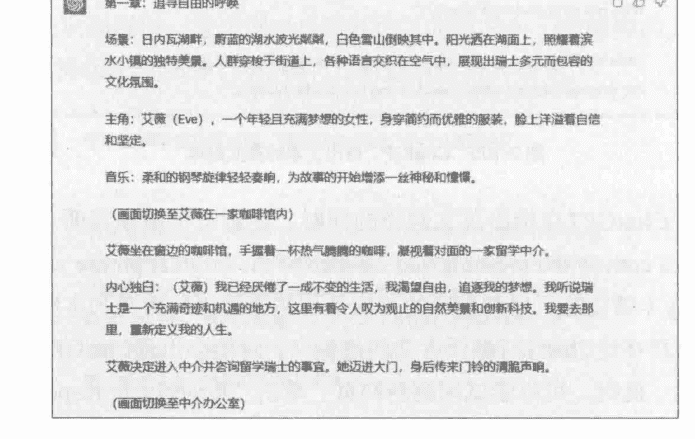 第一章：追寻自由的呼唤
场景：日内瓦湖畔，蔚蓝的湖水波光粼粼，白色雪山倒映其中。阳光洒在湖面上，照耀着滨
水小镇的独特美景。人群穿梭于街道上，各种语言交织在空气中，展现出瑞士多元而包容的
文化氛围。
主角：艾薇（Eve），一个年轻且充满梦想的女性，身穿简约而优雅的服装，脸上洋溢着自信
和坚定。
音乐：柔和的钢琴旋律轻轻奏响，为故事的开始增添一丝神秘和憧憬。
（画面切换至艾薇在一家咖啡馆内）
艾薇坐在窗边的咖啡馆，手握着一杯热气腾腾的咖啡，凝视着对面的一家留学中介。
内心独白：（艾薇）我已经厌倦了一成不变的生活，我渴望自由，追逐我的梦想。我听说瑞
士是一个充满奇迹和机遇的地方，这里有着令人叹为观止的自然美景和创新科技。我要去那
里，重新定义我的人生。
艾薇决定进入中介并咨询留学瑞士的事宜。她迈进大门，身后传来门铃的清脆声响。
（画面切换至中介办公室）